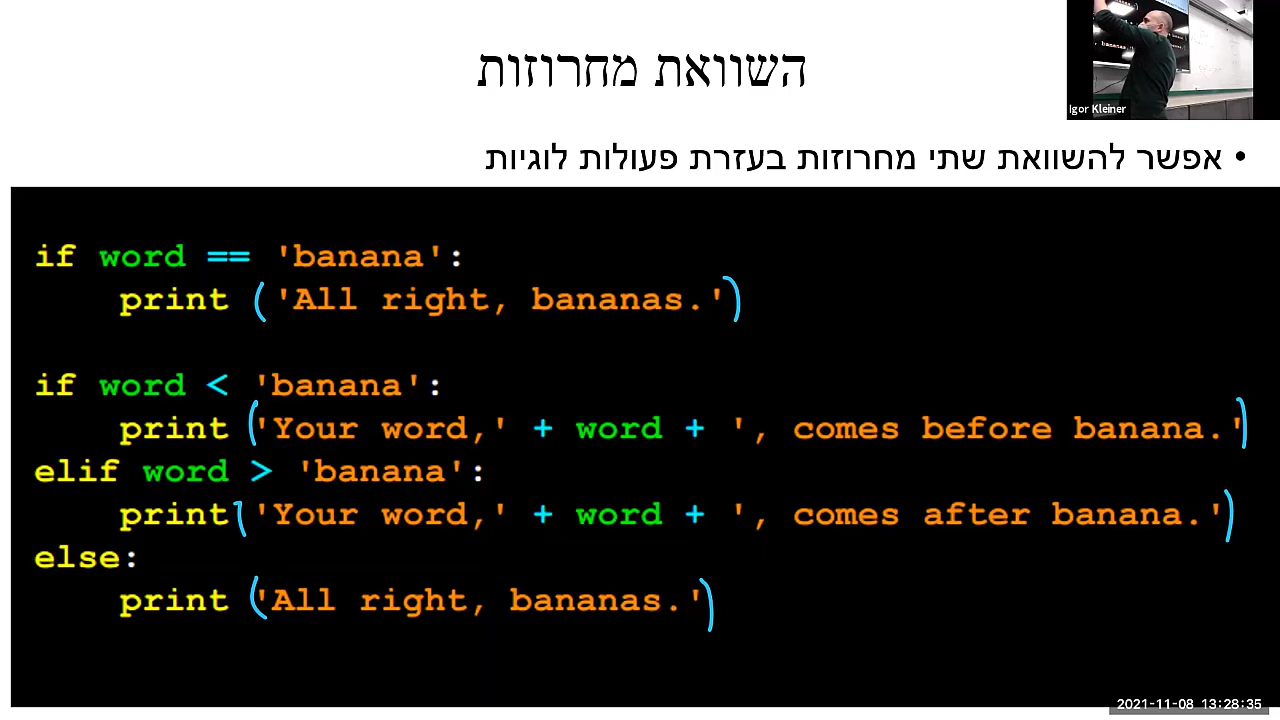 השוואת מחרוזות
Igor Kleiner
• אפשר להשוואת שתי מחרוזות בעזרת פעולות לוגיות
if word == 'banana':
    print ('All right, bananas.')
if word < 'banana':
    print ('Your word,' + word + ', comes before banana.')
elif word > 'banana':
    print('Your word,' + word + ', comes after banana.')
else:
    print ('All right, bananas.')
2021-11-08 13:28:35